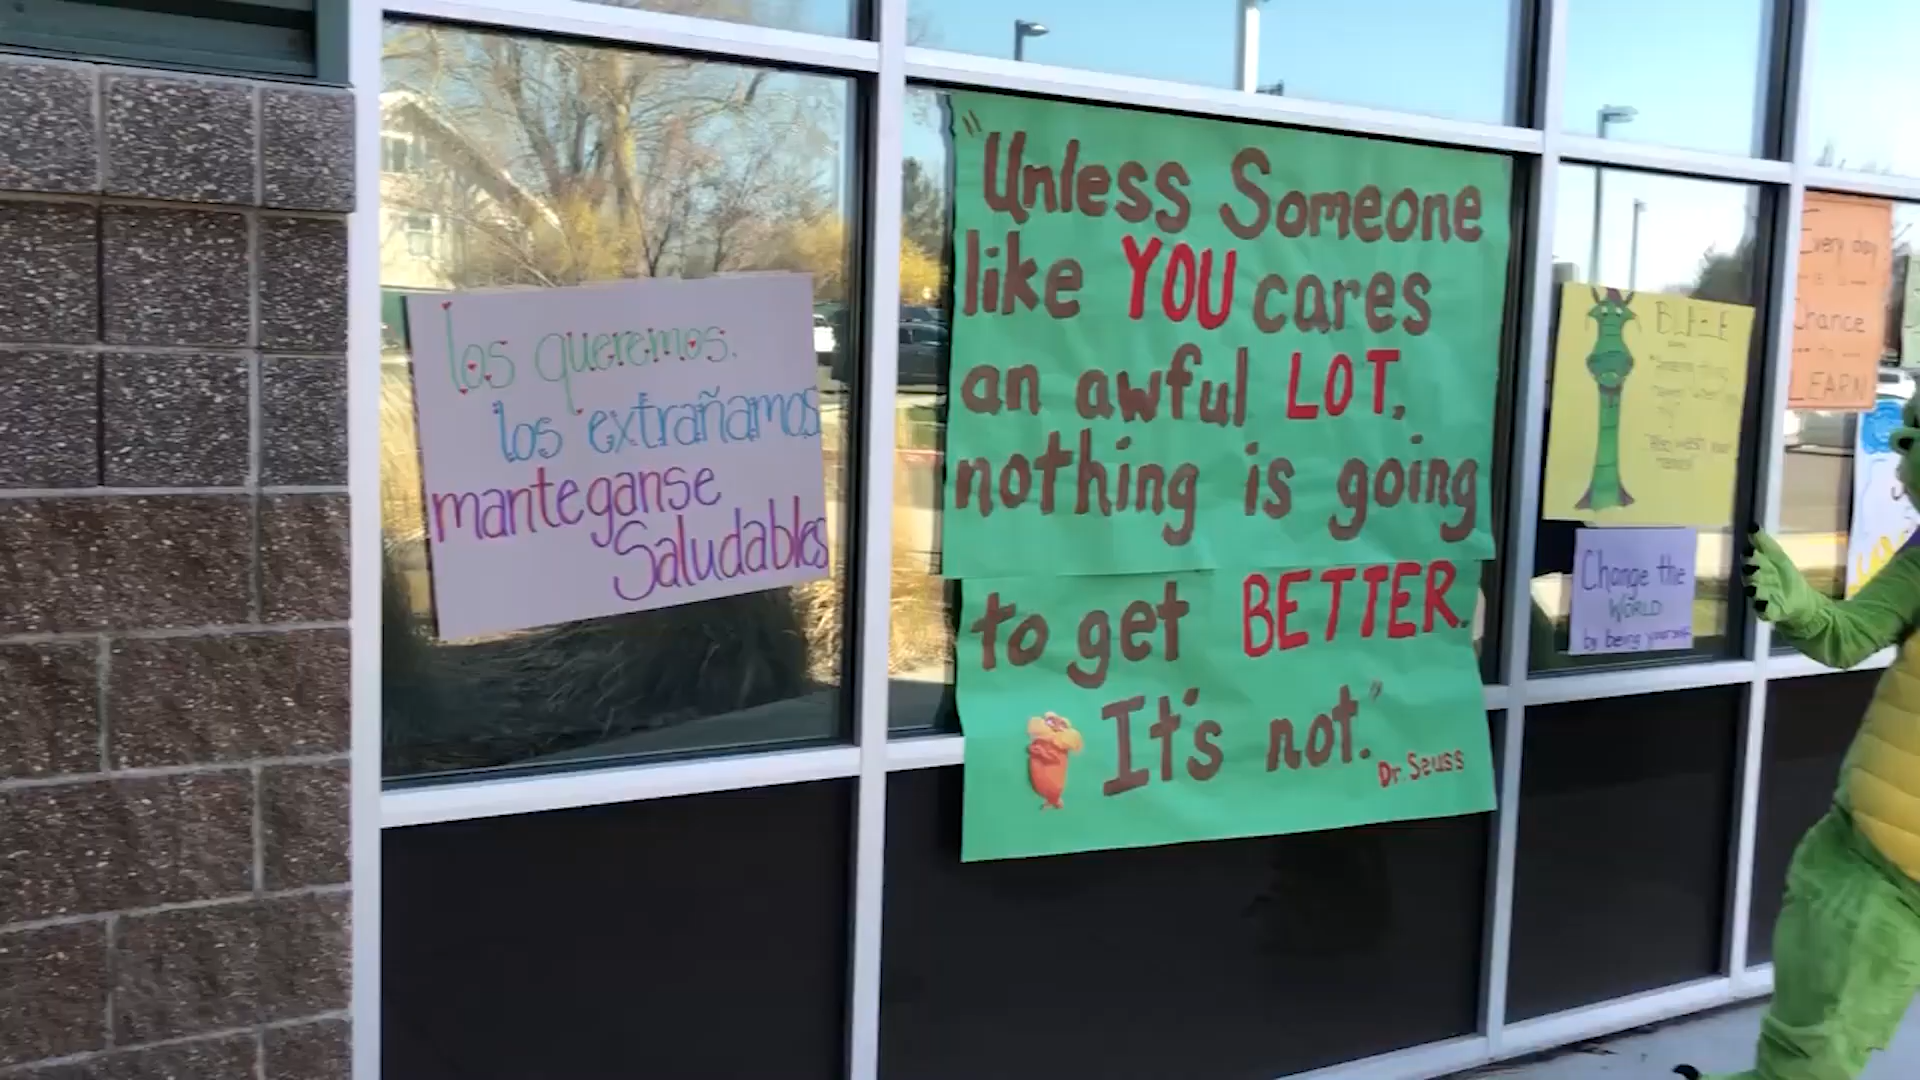 los queremos.
los extrañamos
manteganse
Saludables
"Unless Someone
like YOU cares
an awful LOT,
nothing is going
to get BETTER.
It's not."
Dr. Seuss
BLAZE
Change the
WORLD
by being yourself
Every day
Chance
LEARN